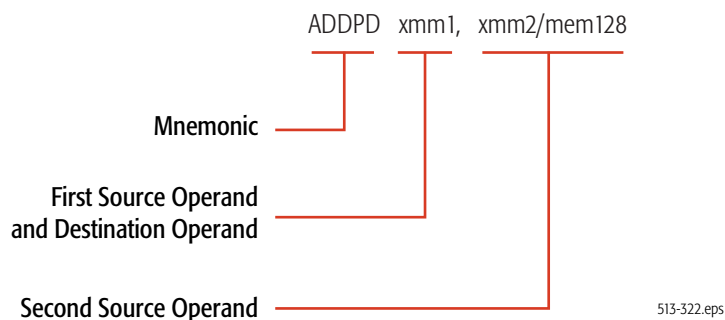 ADDPD xmm1, xmm2/mem128
Mnemonic
First Source Operand
and Destination Operand
Second Source Operand
513-322.eps